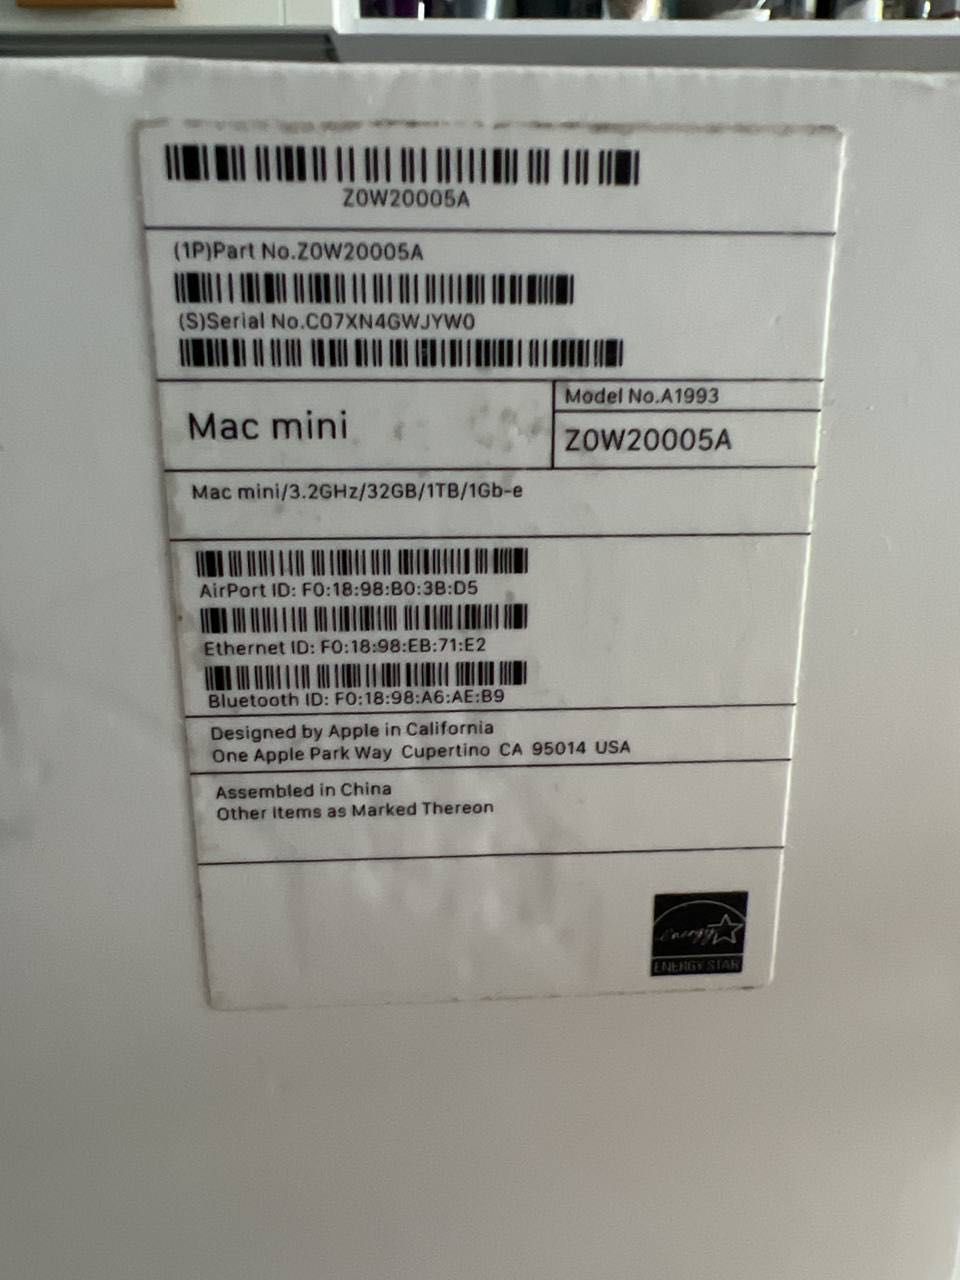 Z0W20005A
(1P)Part No.Z0W20005A
(S)Serial No.C07XN4GWJYW0
Mac mini
Model No.A1993
Z0W20005A
Mac mini/3.2GHz/32GB/1TB/1Gb-e
AirPort ID: F0:18:98:B0:3B:D5
Ethernet ID: F0:18:98:EB:71:E2
Bluetooth ID: F0:18:98:A6:AE:B9
Designed by Apple in California
One Apple Park Way Cupertino CA 95014 USA
Assembled in China
Other Items as Marked Thereon
energy
ENERGY STAR